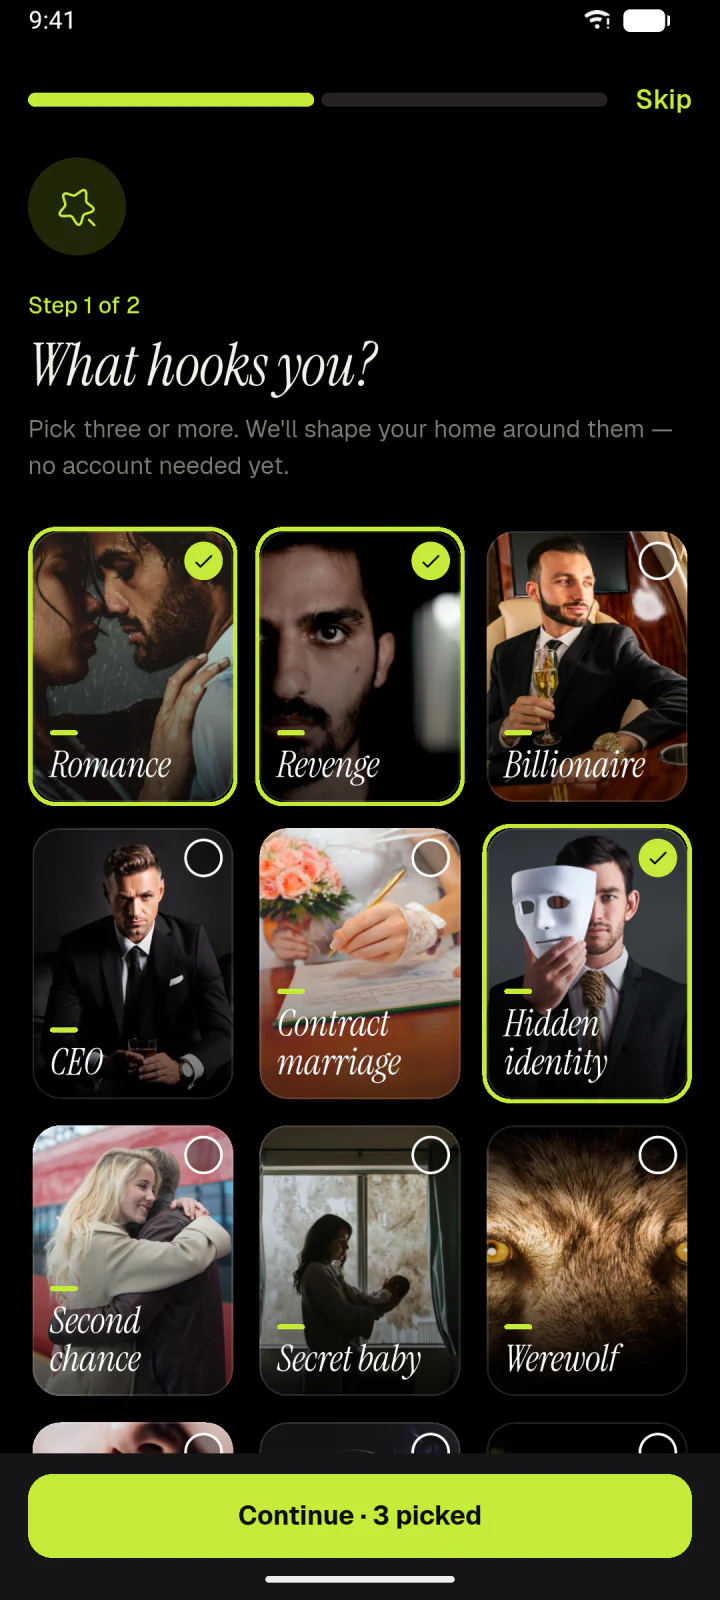 9:41
Skip
Step 1 of 2
What hooks you?
Pick three or more. We'll shape your home around them —
no account needed yet.
Romance
Revenge
Billionaire
CEO
Contract
marriage
Hidden
identity
Second
chance
Secret baby
Werewolf
Continue · 3 picked